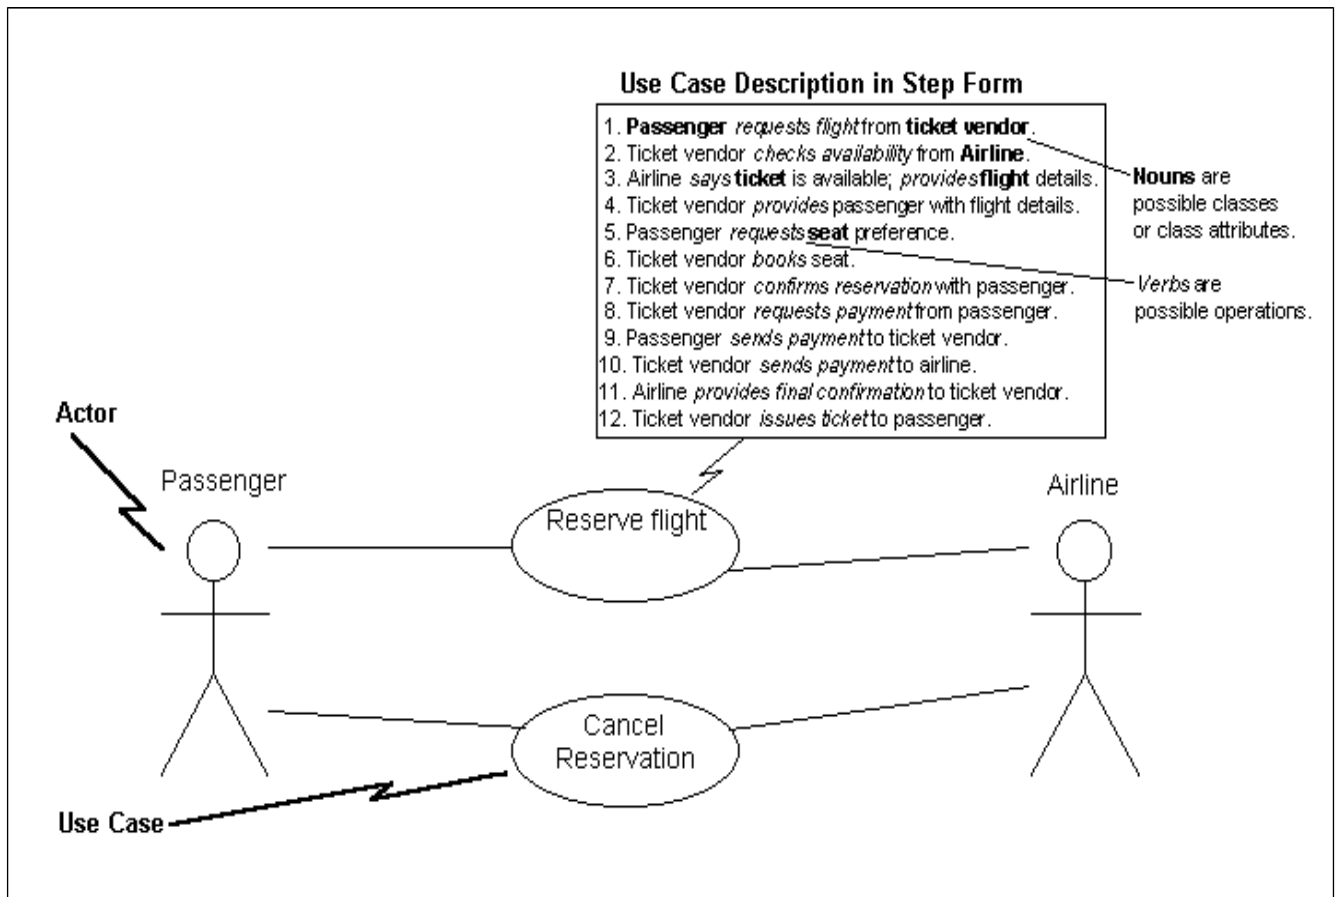 Use Case Description in Step Form
1. Passenger requests flight from ticket vendor.
2. Ticket vendor checks availability from Airline.
3. Airline says ticket is available; provides flight details.
4. Ticket vendor provides passenger with flight details.
5. Passenger requests seat preference.
6. Ticket vendor books seat.
7. Ticket vendor confirms reservation with passenger.
8. Ticket vendor requests payment from passenger.
9. Passenger sends payment to ticket vendor.
10. Ticket vendor sends payment to airline.
11. Airline provides final confirmation to ticket vendor.
12. Ticket vendor issues ticket to passenger.
Nouns are
possible classes
or class attributes.
Verbs are
possible operations.
Actor
Passenger
Reserve flight
Airline
Cancel
Reservation
Use Case